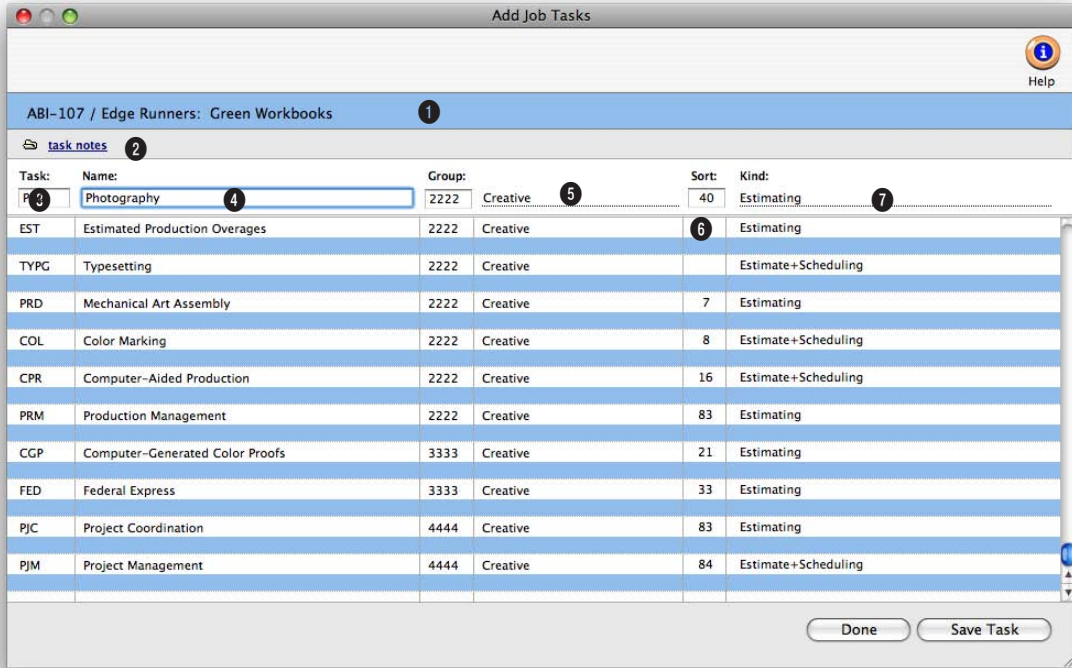 Add Job Tasks
Help
ABI-107 / Edge Runners: Green Workbooks 1
task notes 2
Task: Name: Group: Sort: Kind:
3 Photography 4 2222 Creative 5 40 Estimating 7
EST Estimated Production Overages 2222 Creative 6 Estimating
TYPG Typesetting 2222 Creative Estimate+Scheduling
PRD Mechanical Art Assembly 2222 Creative 7 Estimating
COL Color Marking 2222 Creative 8 Estimate+Scheduling
CPR Computer-Aided Production 2222 Creative 16 Estimate+Scheduling
PRM Production Management 2222 Creative 83 Estimating
CGP Computer-Generated Color Proofs 3333 Creative 21 Estimating
FED Federal Express 3333 Creative 33 Estimating
PJC Project Coordination 4444 Creative 83 Estimating
PJM Project Management 4444 Creative 84 Estimate+Scheduling
Done Save Task